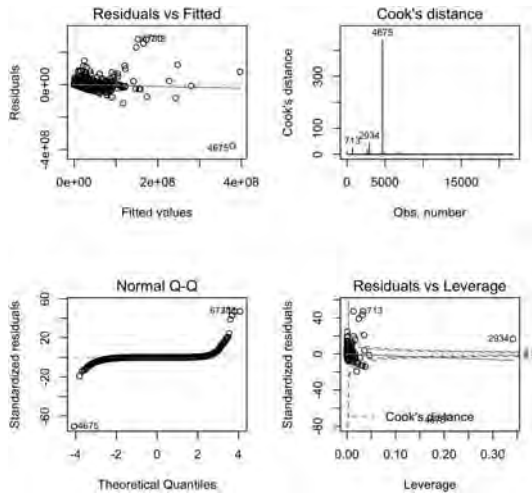 Residuals vs Fitted
Residuals
0e+00
-4e+08
4675
0e+00
2e+08
4e+08
Fitted values
Cook's distance
Cook's distance
0
100
300
4675
713
2934
0
5000
15000
Obs. number
Normal Q-Q
Standardized residuals
-60
-20
20
60
4675
-4
-2
0
2
4
Theoretical Quantiles
Residuals vs Leverage
Standardized residuals
-80
-40
0
40
713
2934
Cook's distance
0.00
0.10
0.20
0.30
Leverage